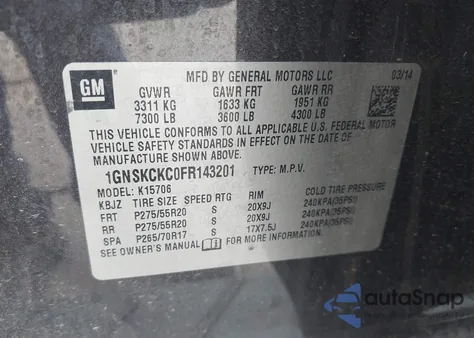 GM
MFD BY GENERAL MOTORS LLC 03/14
GVWR GAWR FRT GAWR RR
3311 KG 1633 KG 1951 KG
7300 LB 3600 LB 4300 LB
THIS VEHICLE CONFORMS TO ALL APPLICABLE U.S. FEDERAL MOTOR
VEHICLE SAFETY STANDARDS IN EFFECT ON THE DATE OF
MANUFACTURE SHOWN ABOVE.
1GNSKCKC0FR143201 TYPE: M.P.V.
MODEL: K15706
KBJZ TIRE SIZE SPEED RTG RIM COLD TIRE PRESSURE
FRT P275/55R20 S 20X9J 240KPA(35PSI)
RR P275/55R20 S 20X9J 240KPA(35PSI)
SPA P265/70R17 S 17X7.5J 240KPA(35PSI)
SEE OWNER'S MANUAL FOR MORE INFORMATION.
autoSnap